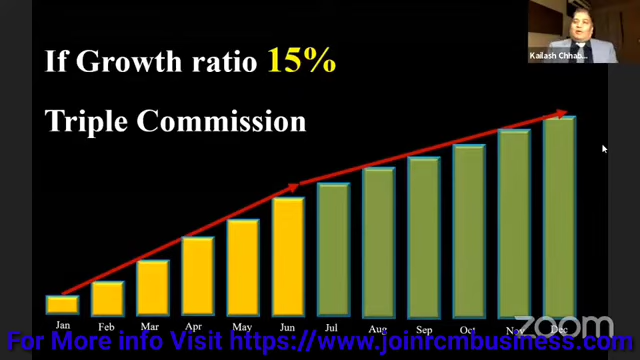 If Growth ratio 15%
Kailash Chhab...
Triple Commission
Jan Feb Mar Apr May Jun Jul Aug Sep Oct Nov Dec
zoom
For More info Visit https://www.joinrcmbusiness.com